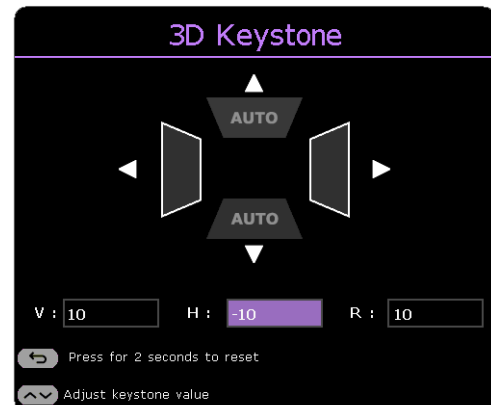 3D Keystone
AUTO
AUTO
V : 10 H : -10 R : 10
Press for 2 seconds to reset
Adjust keystone value